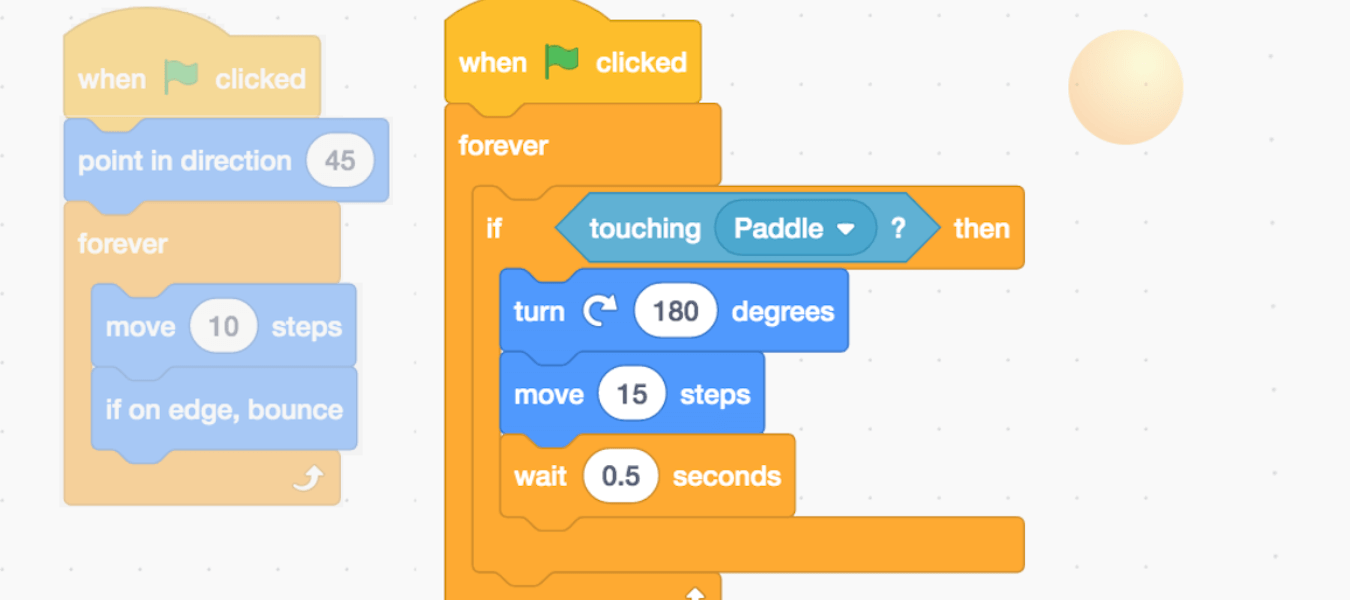 when clicked
point in direction 45
forever
move 10 steps
if on edge, bounce
when clicked
forever
if touching Paddle ? then
turn 180 degrees
move 15 steps
wait 0.5 seconds